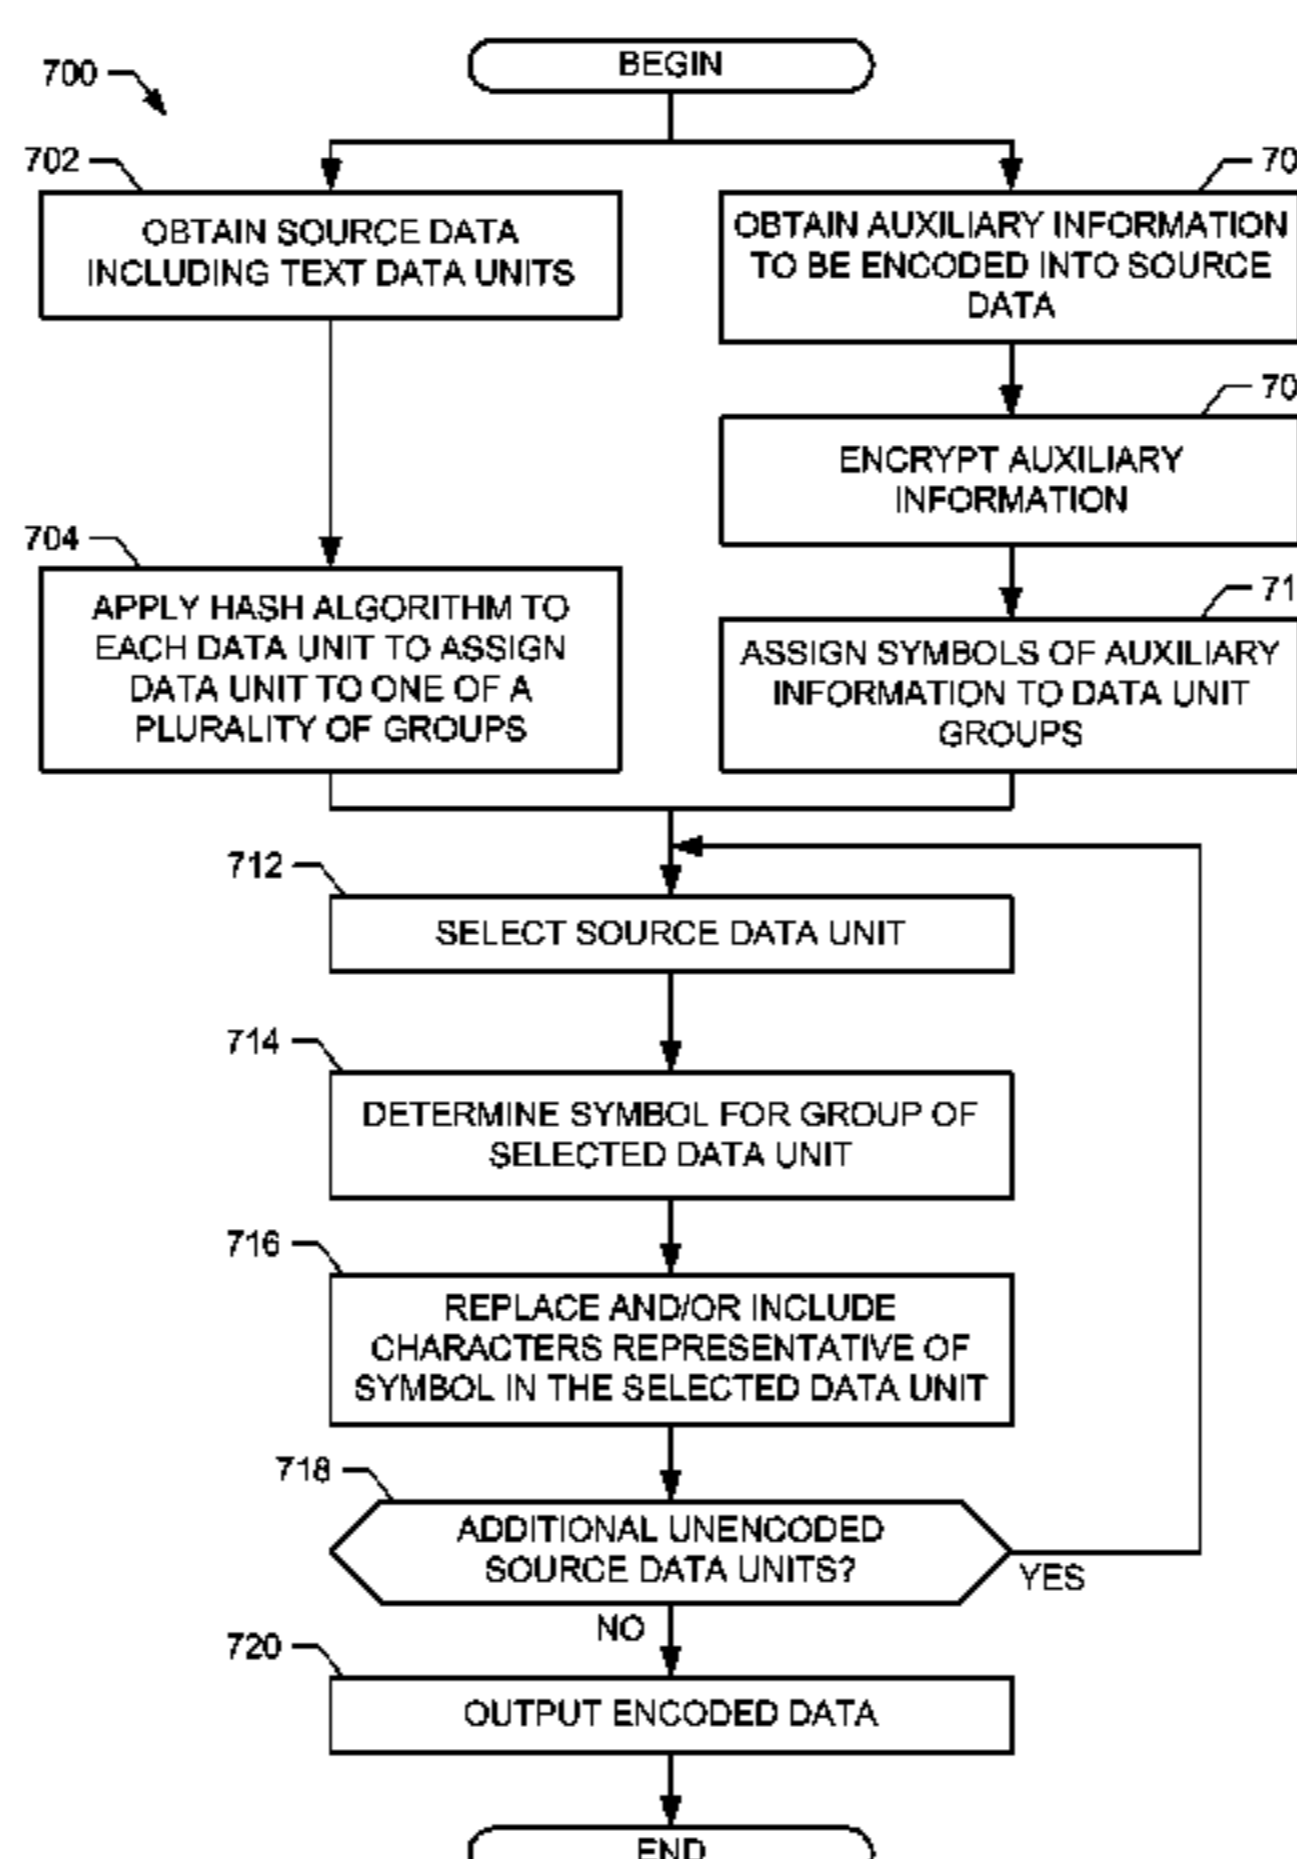 BEGIN
700
702
OBTAIN SOURCE DATA
INCLUDING TEXT DATA UNITS
70
OBTAIN AUXILIARY INFORMATION
TO BE ENCODED INTO SOURCE
DATA
70
ENCRYPT AUXILIARY
INFORMATION
704
APPLY HASH ALGORITHM TO
EACH DATA UNIT TO ASSIGN
DATA UNIT TO ONE OF A
PLURALITY OF GROUPS
71
ASSIGN SYMBOLS OF AUXILIARY
INFORMATION TO DATA UNIT
GROUPS
712
SELECT SOURCE DATA UNIT
714
DETERMINE SYMBOL FOR GROUP OF
SELECTED DATA UNIT
716
REPLACE AND/OR INCLUDE
CHARACTERS REPRESENTATIVE OF
SYMBOL IN THE SELECTED DATA UNIT
718
ADDITIONAL UNENCODED
SOURCE DATA UNITS?
YES
NO
720
OUTPUT ENCODED DATA
END